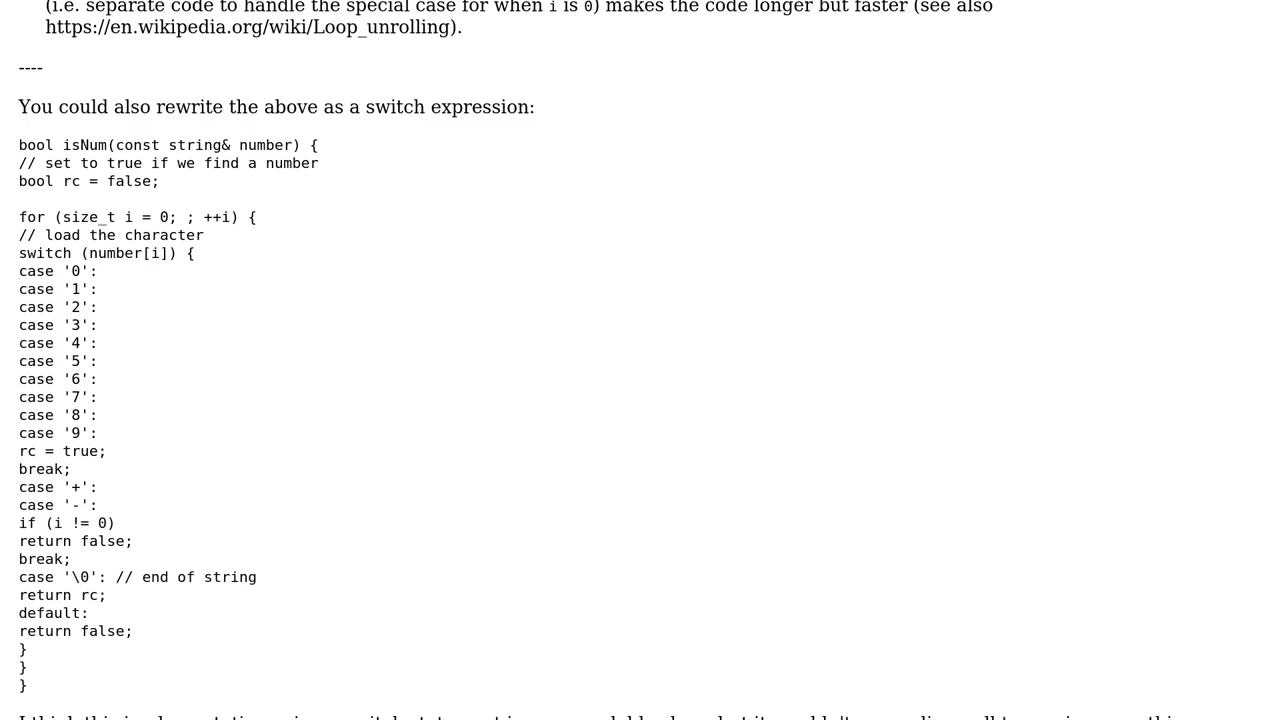 (i.e. separate code to handle the special case for when i is 0) makes the code longer but faster (see also
https://en.wikipedia.org/wiki/Loop_unrolling).
----
You could also rewrite the above as a switch expression:
bool isNum(const string& number) {
// set to true if we find a number
bool rc = false;
for (size_t i = 0; ; ++i) {
// load the character
switch (number[i]) {
case '0':
case '1':
case '2':
case '3':
case '4':
case '5':
case '6':
case '7':
case '8':
case '9':
rc = true;
break;
case '+':
case '-':
if (i != 0)
return false;
break;
case '\0': // end of string
return rc;
default:
return false;
}
}
}